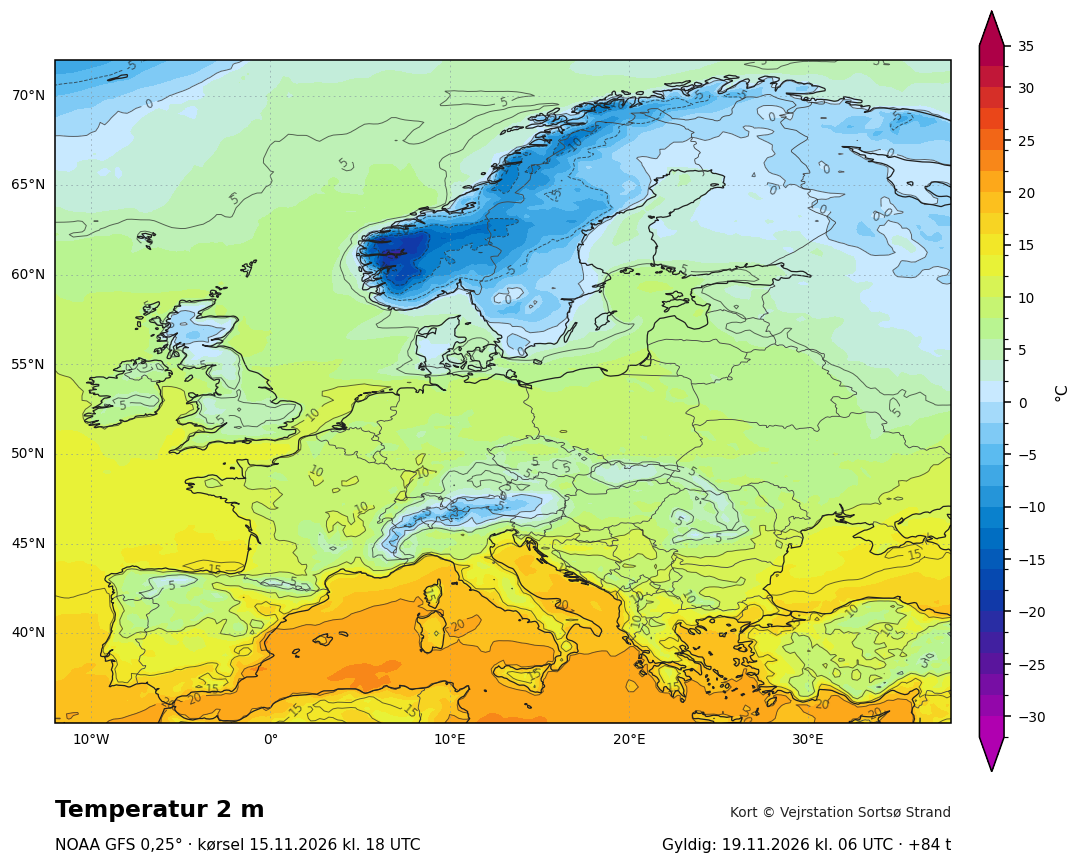 70°N
65°N
60°N
55°N
50°N
45°N
40°N
10°W
0°
10°E
20°E
30°E
35
30
25
20
15
10
5
0
−5
−10
−15
−20
−25
−30
°C
Temperatur 2 m
Kort © Vejrstation Sortsø Strand
NOAA GFS 0,25° · kørsel 15.11.2026 kl. 18 UTC
Gyldig: 19.11.2026 kl. 06 UTC · +84 t